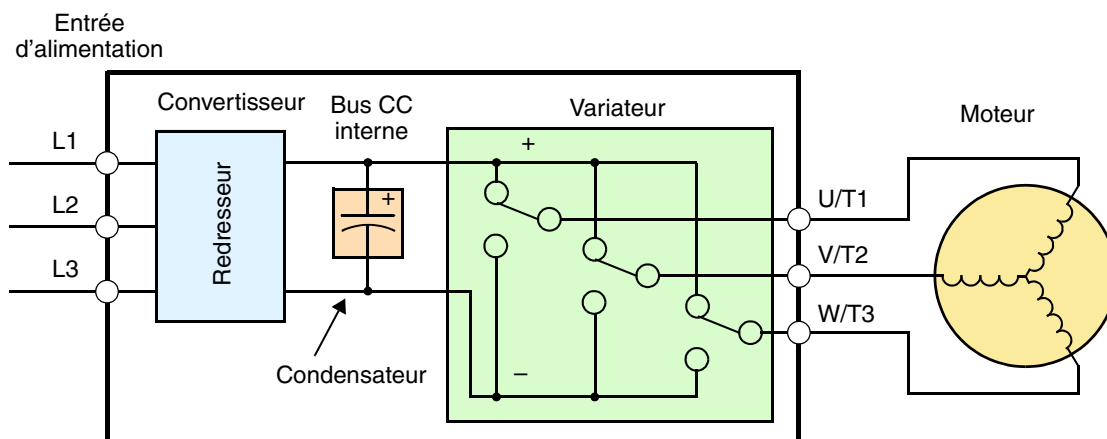 Entrée
d'alimentation
Convertisseur
Bus CC
interne
Variateur
Moteur
L1
L2
L3
Redresseur
+
+
–
U/T1
V/T2
W/T3
Condensateur